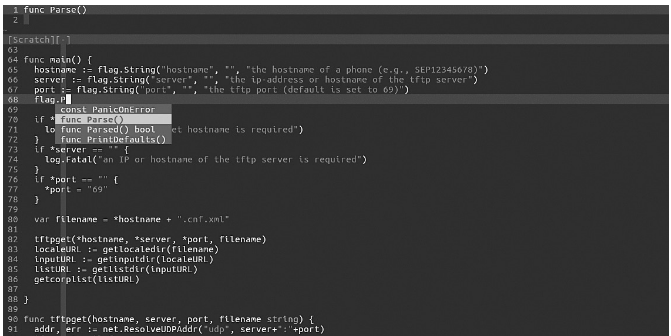 1 func Parse()
2
[Scratch][-]
63
64 func main() {
65 hostname := flag.String("hostname", "", "the hostname of a phone (e.g., SEP12345678)")
66 server := flag.String("server", "", "the ip-address or hostname of the tftp server")
67 port := flag.String("port", "", "the tftp port (default is set to 69)")
68 flag.P
69 const PanicOnError
70 if * func Parse()
71 lo func Parsed() bool et hostname is required")
72 } func PrintDefaults()
73 if *server == "" {
74 log.Fatal("an IP or hostname of the tftp server is required")
75 }
76 if *port == "" {
77 *port = "69"
78 }
79
80 var filename = *hostname + ".cnf.xml"
81
82 tftpget(*hostname, *server, *port, filename)
83 localeURL := getlocaledir(filename)
84 inputURL := getinputdir(localeURL)
85 listURL := getlistdir(inputURL)
86 getcorplist(listURL)
87
88 }
89
90 func tftpget(hostname, server, port, filename string) {
91 addr, err := net.ResolveUDPAddr("udp", server+":"+port)